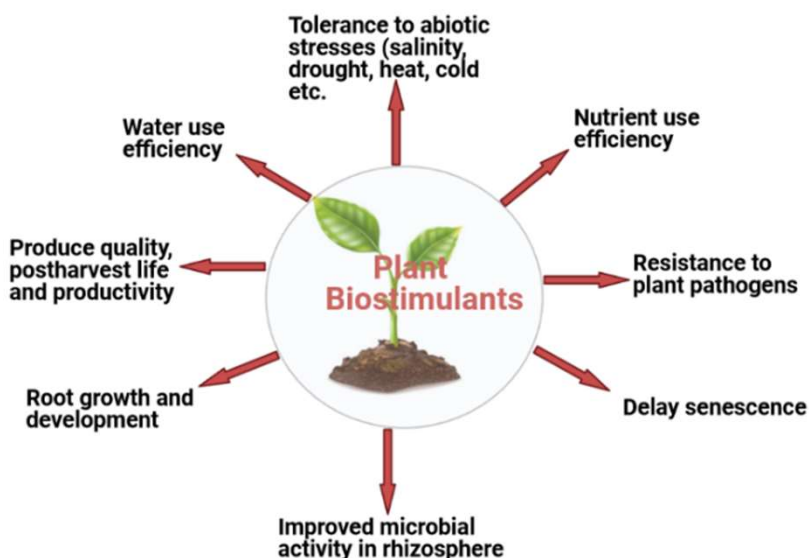 Tolerance to abiotic
stresses (salinity,
drought, heat, cold
etc.
Nutrient use
efficiency
Water use
efficiency
Produce quality,
postharvest life
and productivity
Plant
Biostimulants
Resistance to
plant pathogens
Root growth and
development
Delay senescence
Improved microbial
activity in rhizosphere